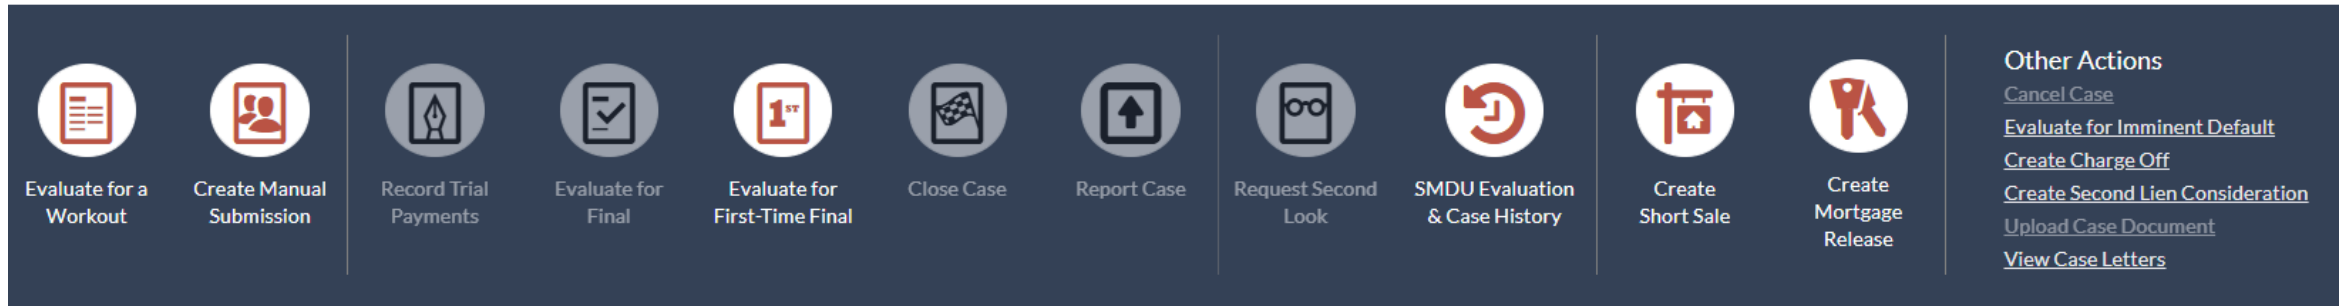 Evaluate for a
Workout
Create Manual
Submission
Record Trial
Payments
Evaluate for
Final
1ST
Evaluate for
First-Time Final
Close Case
Report Case
Request Second
Look
SMDU Evaluation
& Case History
Create
Short Sale
Create
Mortgage
Release
Other Actions
Cancel Case
Evaluate for Imminent Default
Create Charge Off
Create Second Lien Consideration
Upload Case Document
View Case Letters